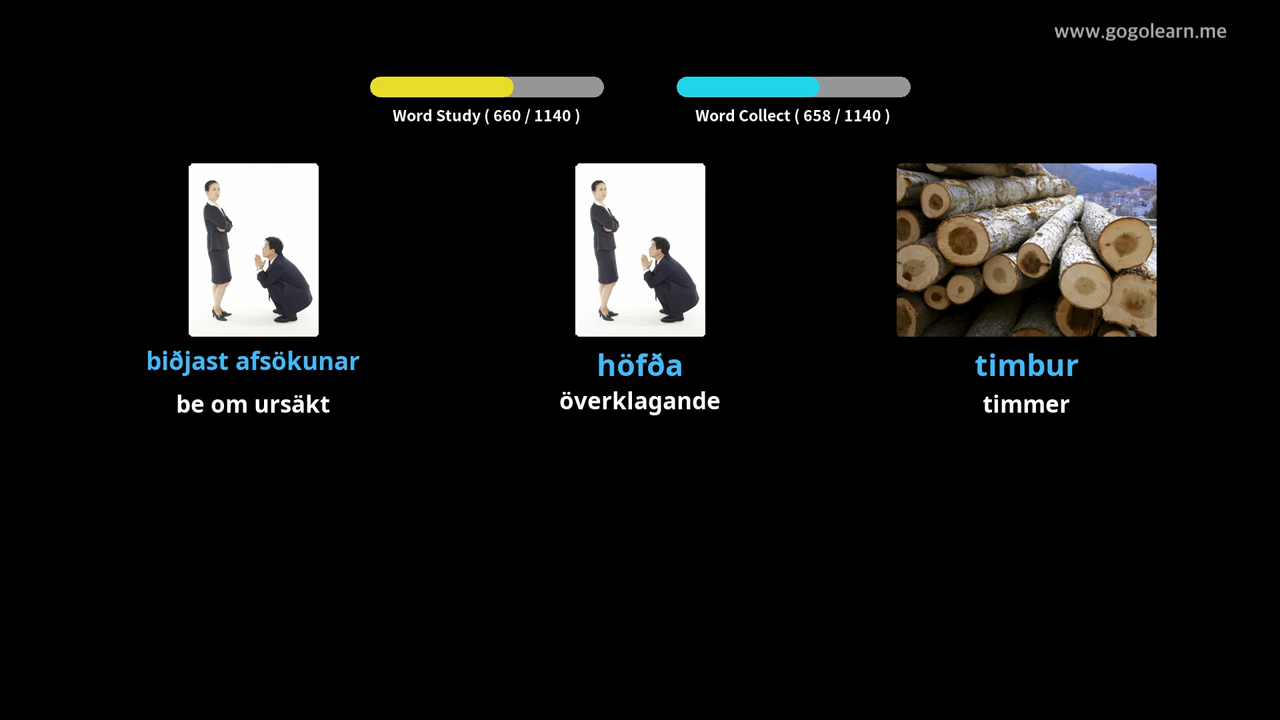 www.gogolearn.me
Word Study ( 660 / 1140 )
Word Collect ( 658 / 1140 )
biðjast afsökunar
be om ursäkt
höfða
överklagande
timbur
timmer